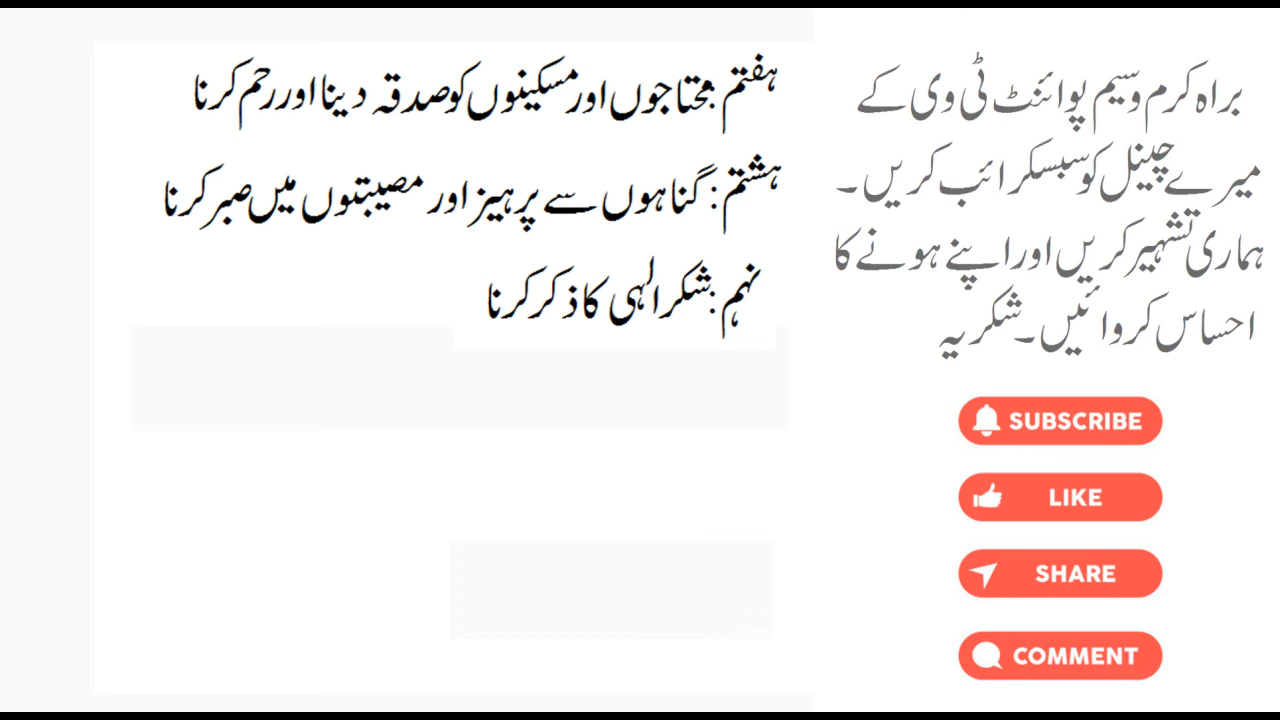 ہفتم: محتاجوں اور مسکینوں کو صدقہ دینا اور رحم کرنا
ہشتم: گناہوں سے پرہیز اور مصیبتوں میں صبر کرنا
نہم: شکر الہی کا ذکر کرنا
براہ کرم وسیم پوائنٹ ٹی وی کے
میرے چینل کو سبسکرائب کریں۔
ہماری تشہیر کریں اور اپنے ہونے کا
احساس کروائیں۔ شکریہ
SUBSCRIBE
LIKE
SHARE
COMMENT